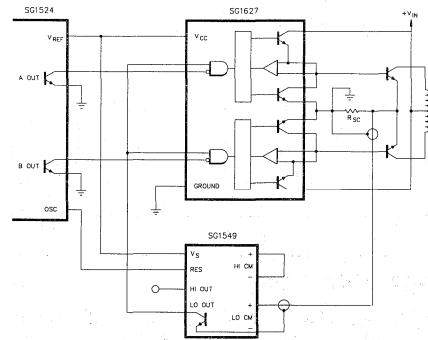 SG1524
SG1627
+VIN
VREF
VCC
A OUT
RSC
B OUT
GROUND
OSC
SG1549
VS
+
HI CM
RES
-
HI OUT
LO OUT
+
LO CM
-